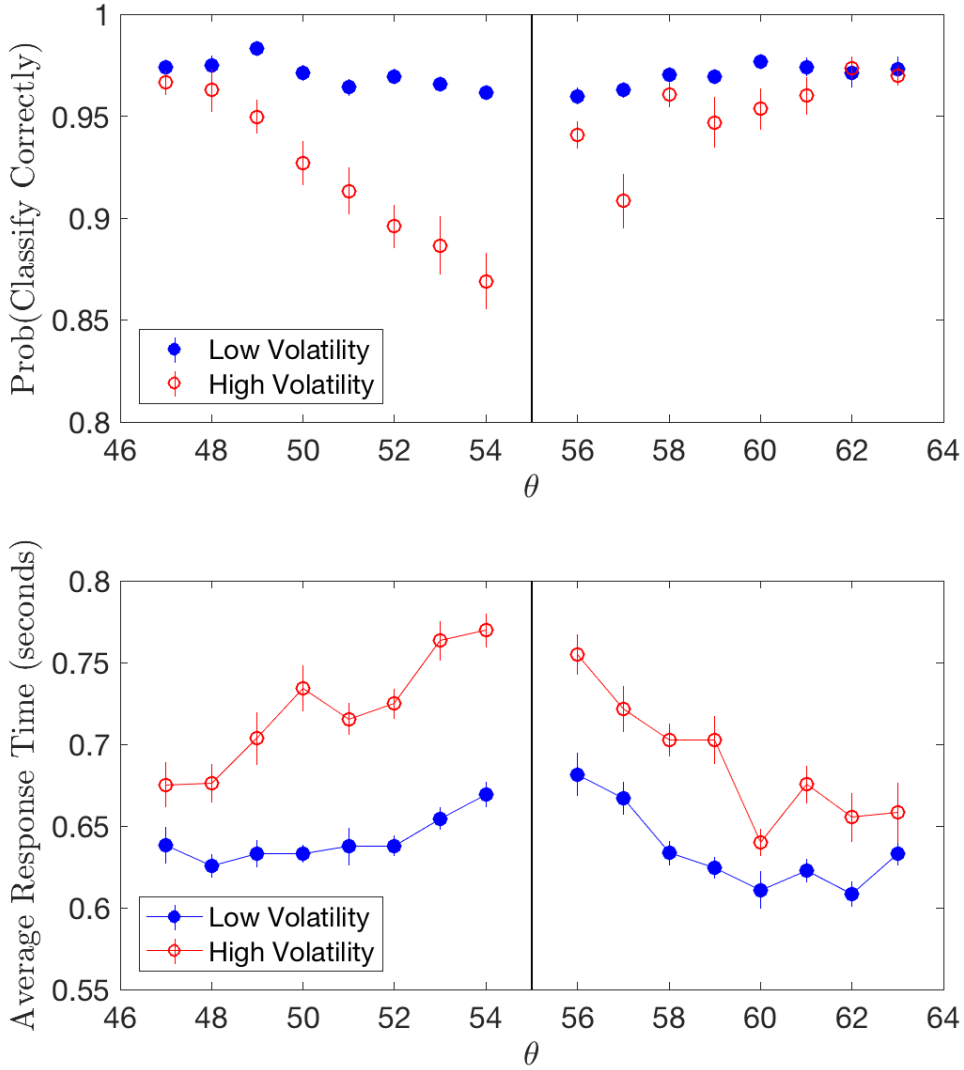 Prob(Classify Correctly)
1
0.95
0.9
0.85
0.8
Low Volatility
High Volatility
46 48 50 52 54 56 58 60 62 64
θ
Average Response Time (seconds)
0.8
0.75
0.7
0.65
0.6
0.55
Low Volatility
High Volatility
46 48 50 52 54 56 58 60 62 64
θ